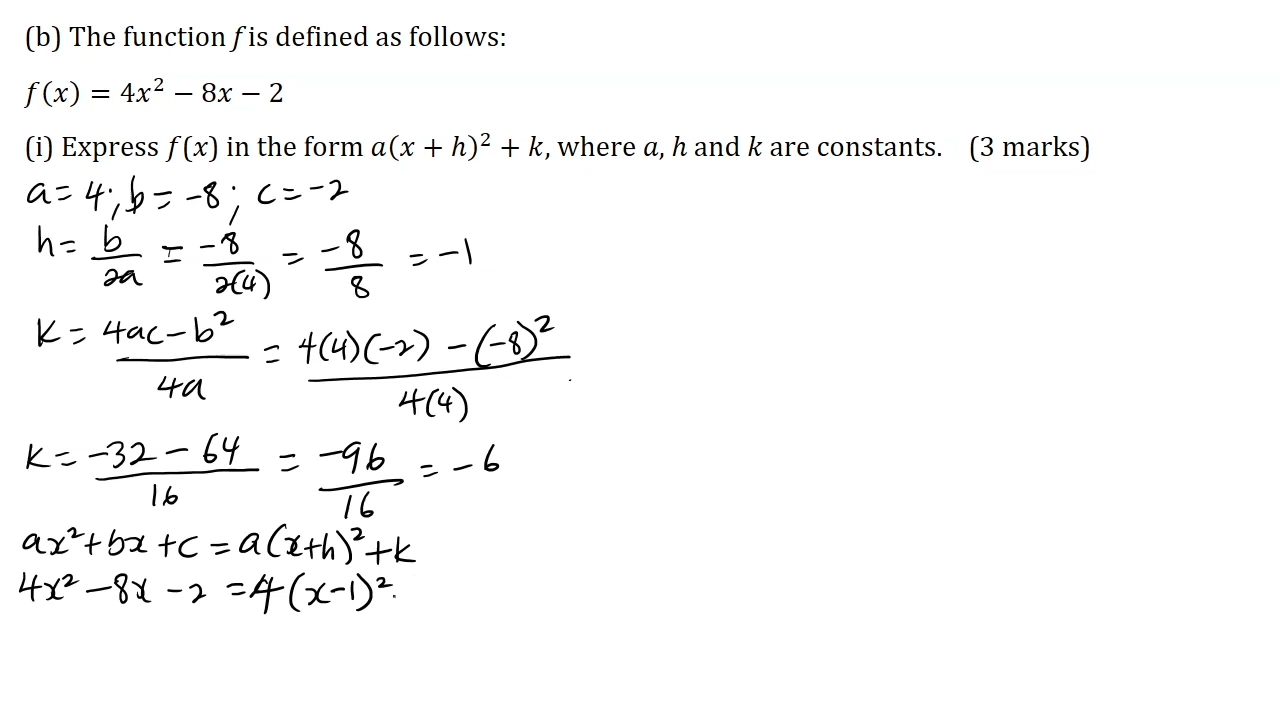 (b) The function f is defined as follows:
f(x) = 4x² − 8x − 2
(i) Express f(x) in the form a(x + h)² + k, where a, h and k are constants. (3 marks)
a = 4; b = -8; c = -2
h = b/2a = -8/2(4) = -8/8 = -1
K = 4ac - b²/4a = 4(4)(-2) - (-8)²/4(4)
K = -32 - 64/16 = -96/16 = -6
ax² + bx + c = a(x+h)² + k
4x² - 8x - 2 = 4(x-1)²